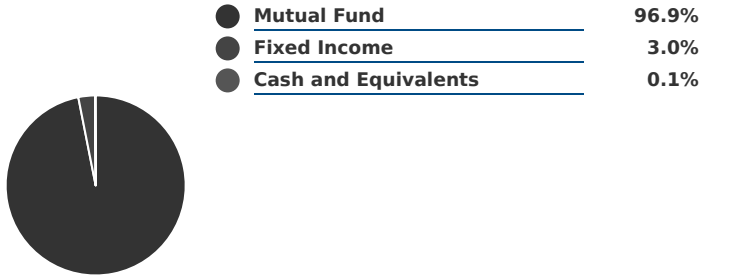 Mutual Fund 96.9%
Fixed Income 3.0%
Cash and Equivalents 0.1%